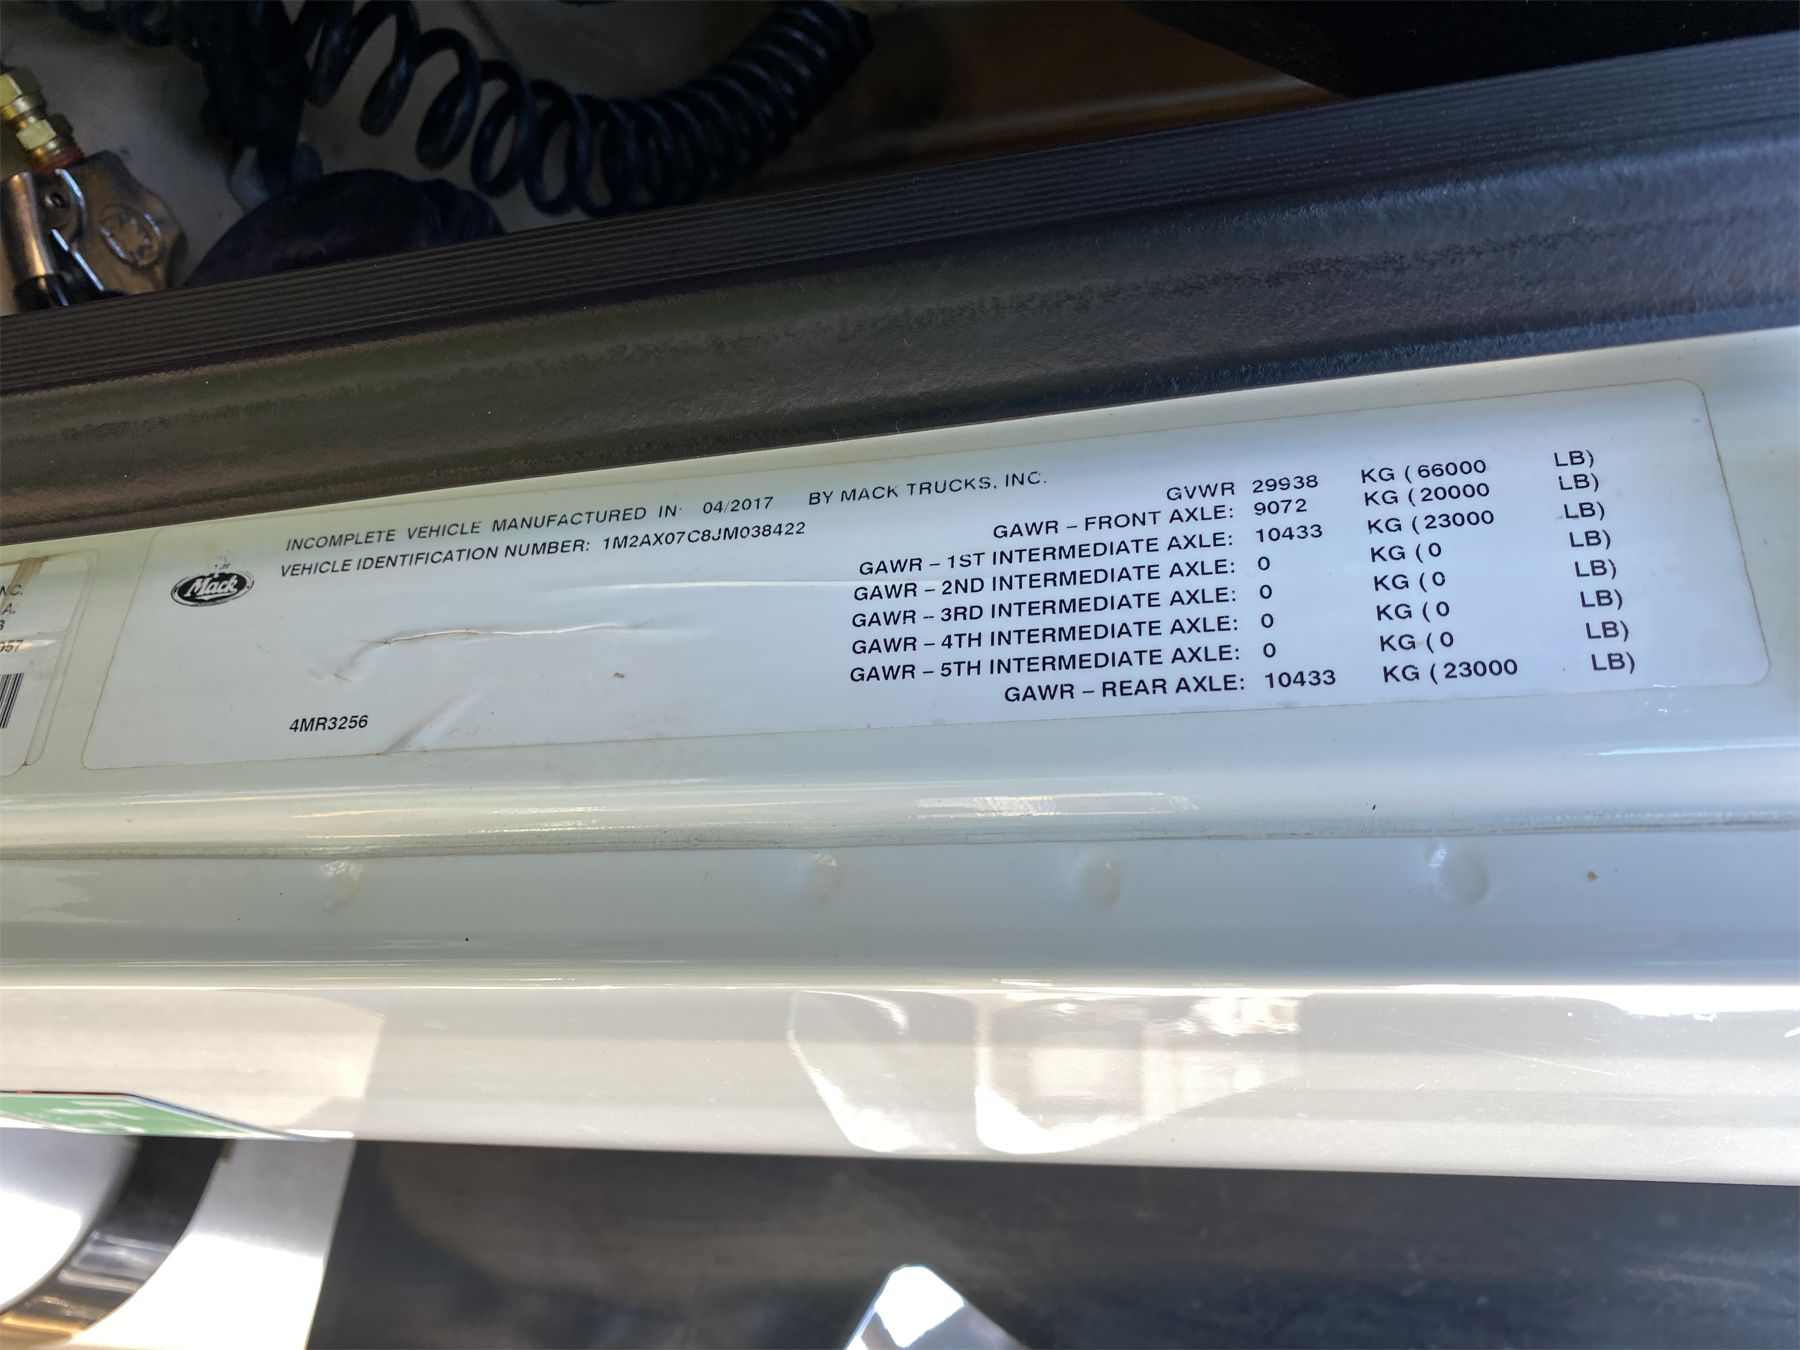 INCOMPLETE VEHICLE MANUFACTURED IN 04/2017 BY MACK TRUCKS, INC.
VEHICLE IDENTIFICATION NUMBER: 1M2AX07C8JM038422
Mack
GVWR 29938 KG (66000 LB)
GAWR – FRONT AXLE: 9072 KG (20000 LB)
GAWR – 1ST INTERMEDIATE AXLE: 10433 KG (23000 LB)
GAWR – 2ND INTERMEDIATE AXLE: 0 KG (0 LB)
GAWR – 3RD INTERMEDIATE AXLE: 0 KG (0 LB)
GAWR – 4TH INTERMEDIATE AXLE: 0 KG (0 LB)
GAWR – 5TH INTERMEDIATE AXLE: 0 KG (0 LB)
GAWR – REAR AXLE: 10433 KG (23000 LB)
4MR3256